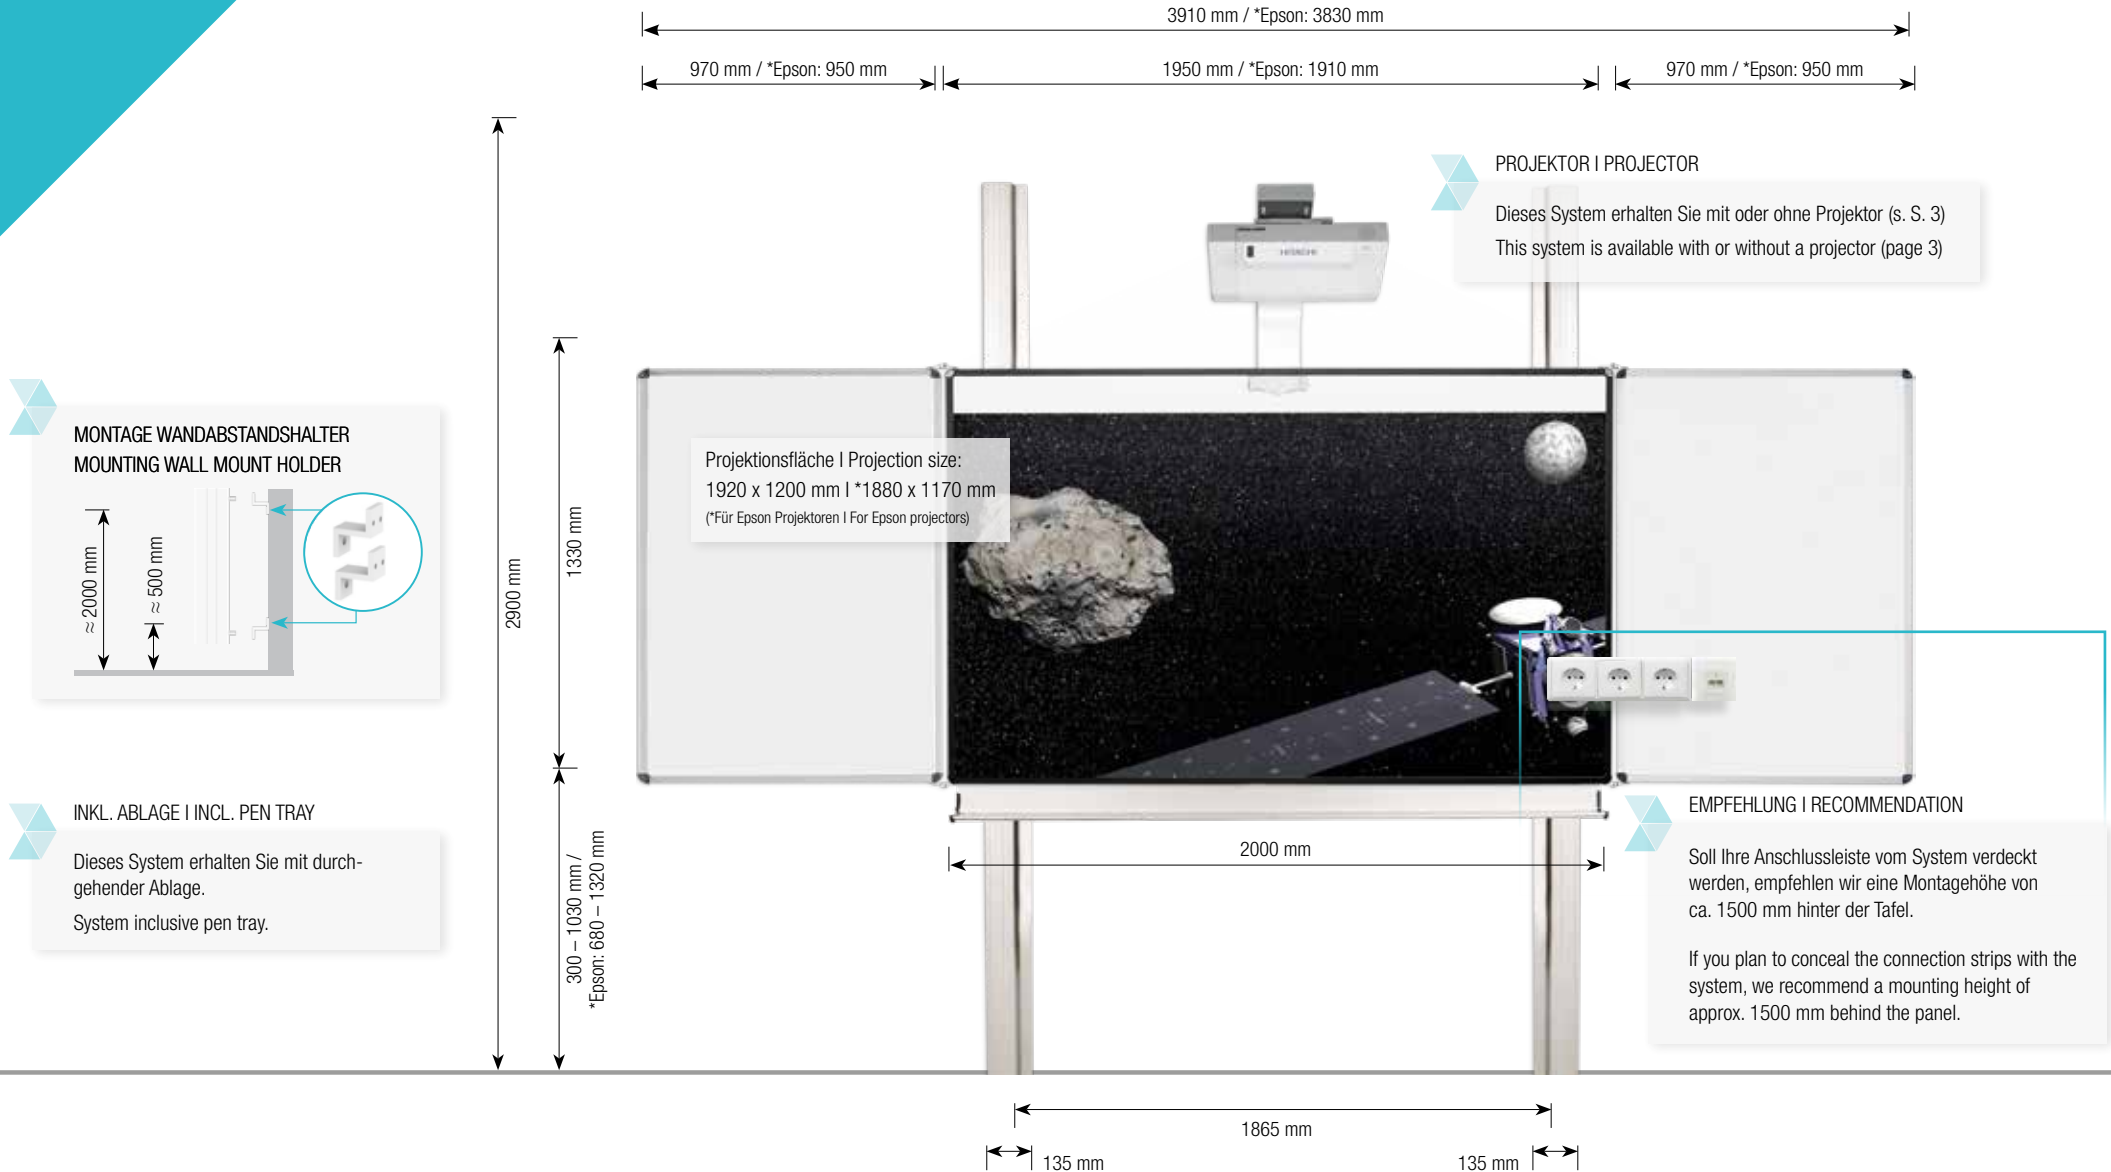 3910 mm / *Epson: 3830 mm
970 mm / *Epson: 950 mm
1950 mm / *Epson: 1910 mm
970 mm / *Epson: 950 mm
PROJEKTOR I PROJECTOR
Dieses System erhalten Sie mit oder ohne Projektor (s. S. 3)
This system is available with or without a projector (page 3)
HITACHI
MONTAGE WANDABSTANDSHALTER
MOUNTING WALL MOUNT HOLDER
≈ 2000 mm
≈ 500 mm
2900 mm
1330 mm
Projektionsfläche I Projection size:
1920 x 1200 mm I *1880 x 1170 mm
(*Für Epson Projektoren I For Epson projectors)
INKL. ABLAGE I INCL. PEN TRAY
Dieses System erhalten Sie mit durch-
gehender Ablage.
System inclusive pen tray.
300 – 1030 mm /
*Epson: 680 – 1320 mm
2000 mm
EMPFEHLUNG I RECOMMENDATION
Soll Ihre Anschlussleiste vom System verdeckt
werden, empfehlen wir eine Montagehöhe von
ca. 1500 mm hinter der Tafel.
If you plan to conceal the connection strips with the
system, we recommend a mounting height of
approx. 1500 mm behind the panel.
1865 mm
135 mm
135 mm